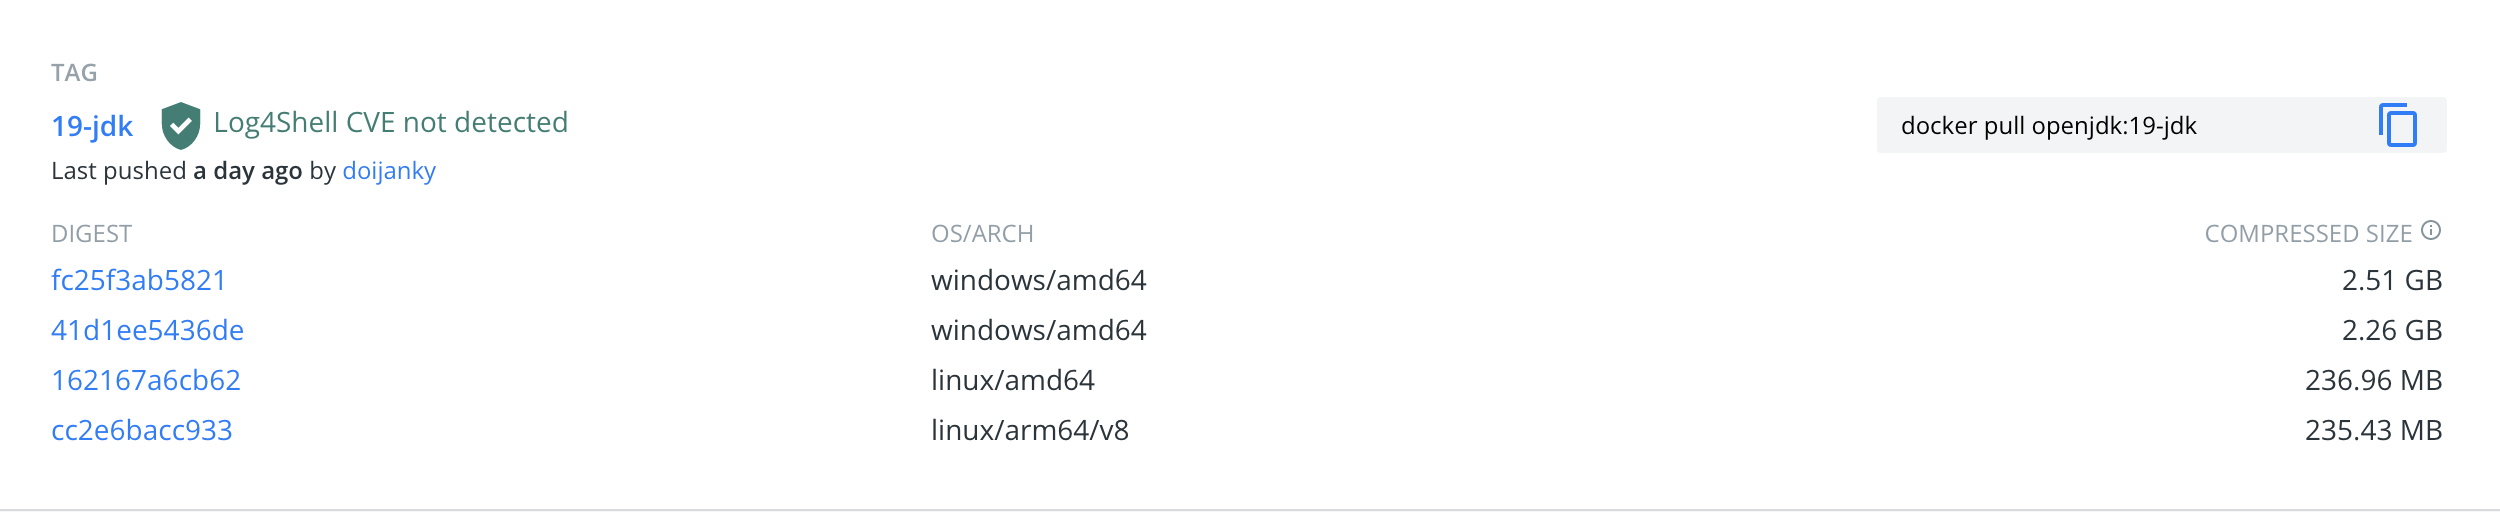 TAG
19-jdk Log4Shell CVE not detected
docker pull openjdk:19-jdk
Last pushed a day ago by doijanky
DIGEST OS/ARCH COMPRESSED SIZE
fc25f3ab5821 windows/amd64 2.51 GB
41d1ee5436de windows/amd64 2.26 GB
162167a6cb62 linux/amd64 236.96 MB
cc2e6bacc933 linux/arm64/v8 235.43 MB